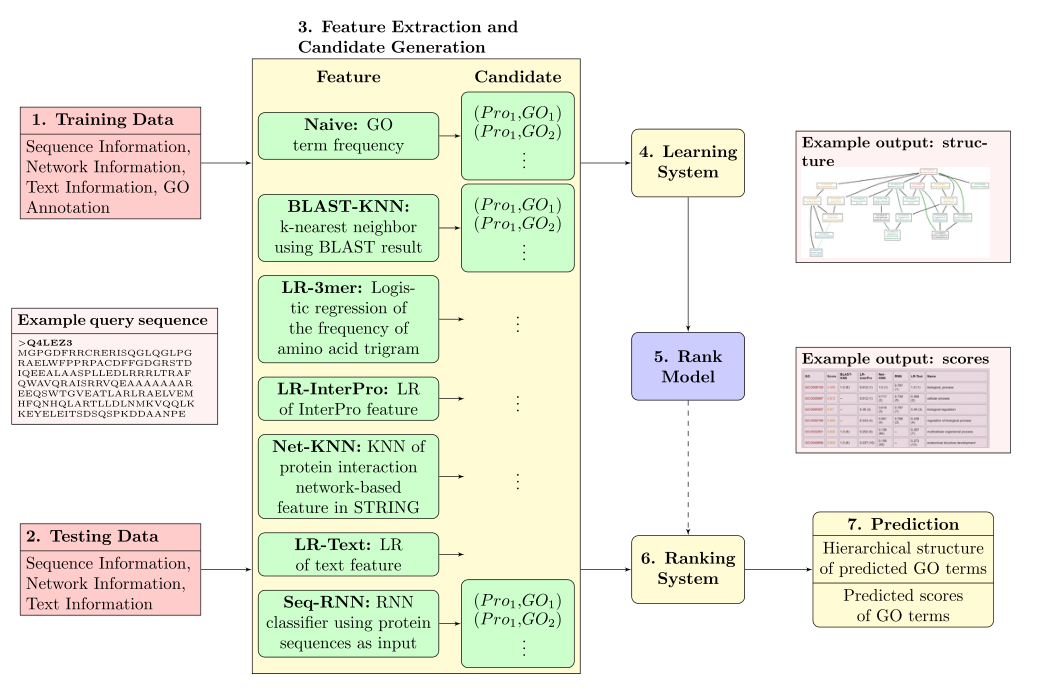 3. Feature Extraction and
Candidate Generation
Feature
Candidate
1. Training Data
Sequence Information,
Network Information,
Text Information, GO
Annotation
Example query sequence
>Q4LEZ3
MGPGDFRRCRERISQGLQGLPG
RAELWFPPRPACDFFGDGRSTD
IQEEALAASPLLEDLRRRLTRAF
QWAVQRAISRRVQEAAAAAAAR
EEQSWTGVEATLARLRAELVEM
HFQNHQLARTLLDLNMKVQQLK
KEYELEITSDSQSPKDDAANPE
2. Testing Data
Sequence Information,
Network Information,
Text Information
Naive: GO
term frequency
(Pro1,GO1)
(Pro1,GO2)
⋮
BLAST-KNN:
k-nearest neighbor
using BLAST result
(Pro1,GO1)
(Pro1,GO2)
⋮
LR-3mer: Logis-
tic regression of
the frequency of
amino acid trigram
⋮
LR-InterPro: LR
of InterPro feature
Net-KNN: KNN of
protein interaction
network-based
feature in STRING
⋮
LR-Text: LR
of text feature
Seq-RNN: RNN
classifier using protein
sequences as input
(Pro1,GO1)
(Pro1,GO2)
⋮
4. Learning
System
5. Rank
Model
6. Ranking
System
Example output: struc-
ture
Example output: scores
7. Prediction
Hierarchical structure
of predicted GO terms
Predicted scores
of GO terms